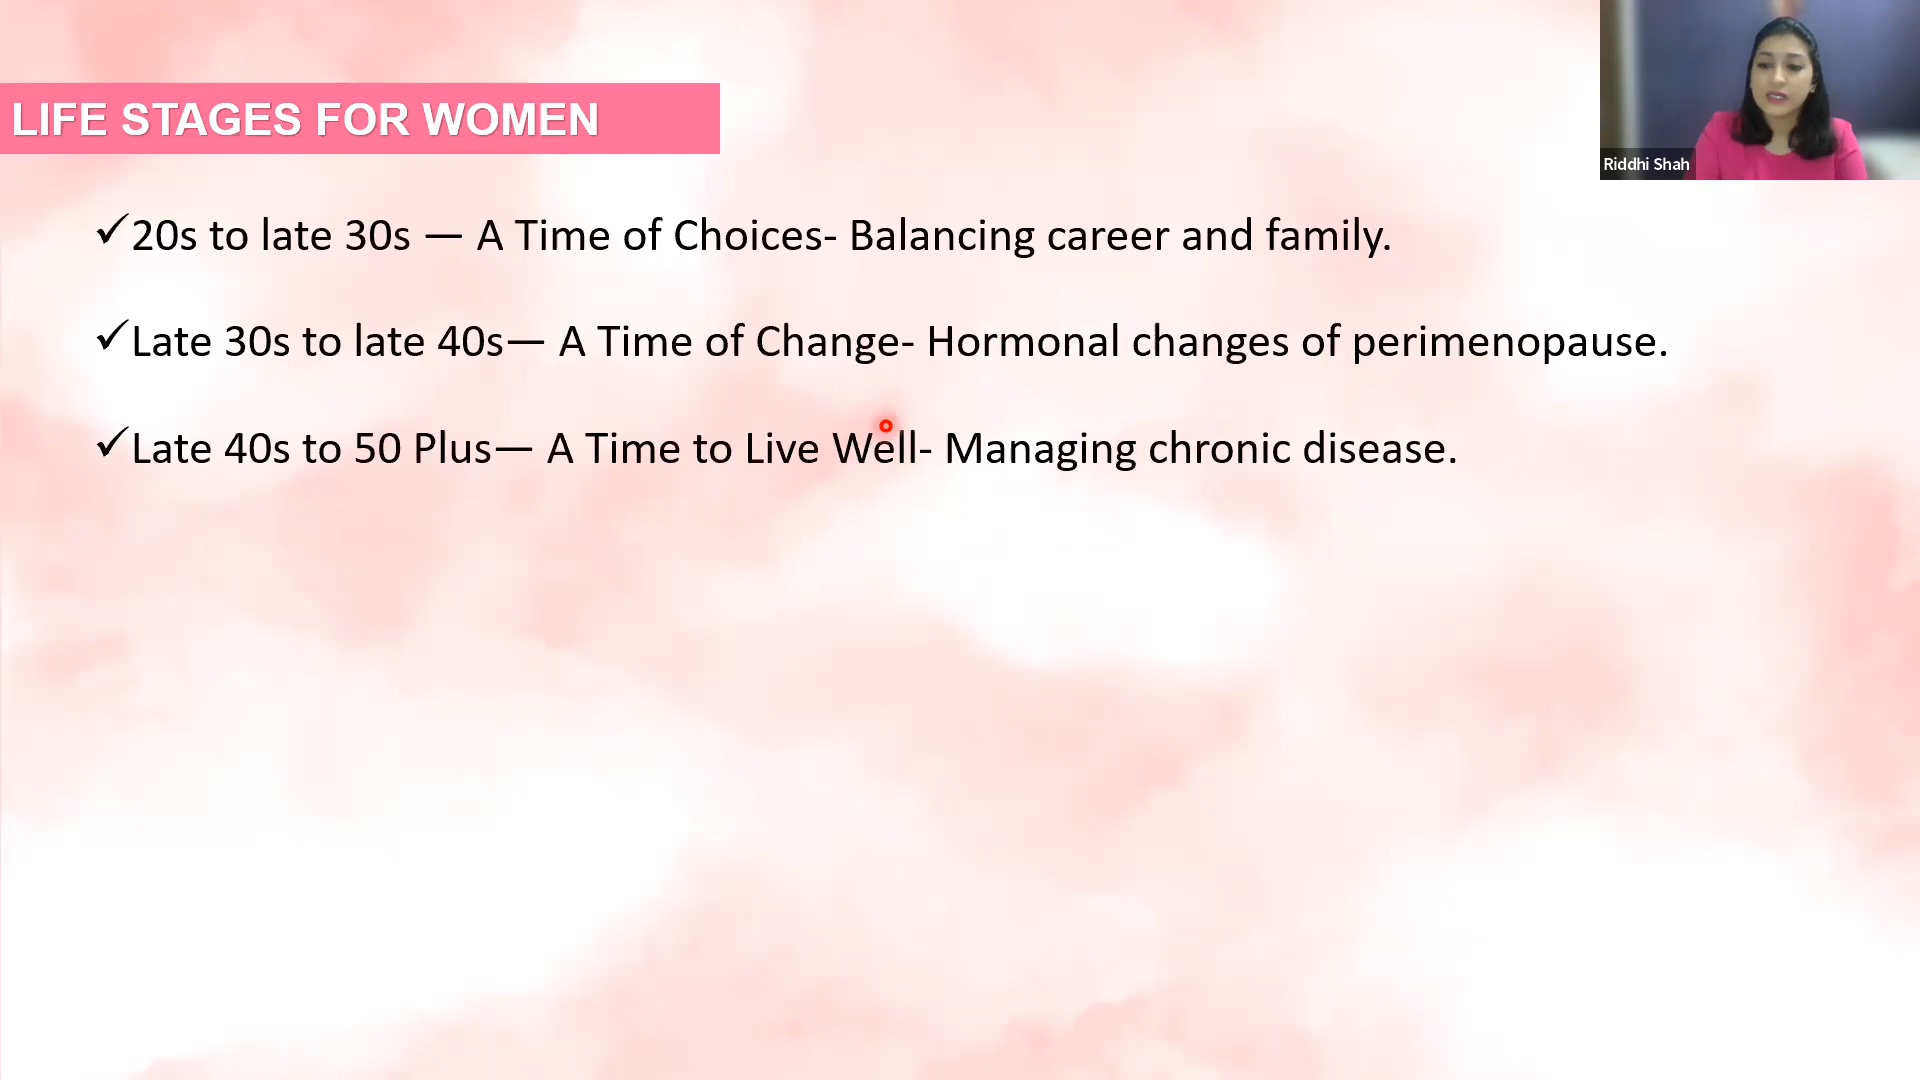 LIFE STAGES FOR WOMEN
Riddhi Shah
✓20s to late 30s — A Time of Choices- Balancing career and family.
✓Late 30s to late 40s— A Time of Change- Hormonal changes of perimenopause.
✓Late 40s to 50 Plus— A Time to Live Well- Managing chronic disease.